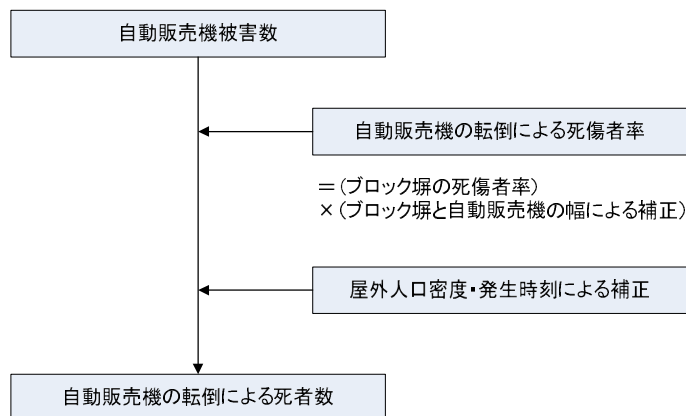 自動販売機被害数
自動販売機の転倒による死傷者率
＝(ブロック塀の死傷者率)
×(ブロック塀と自動販売機の幅による補正)
屋外人口密度・発生時刻による補正
自動販売機の転倒による死者数